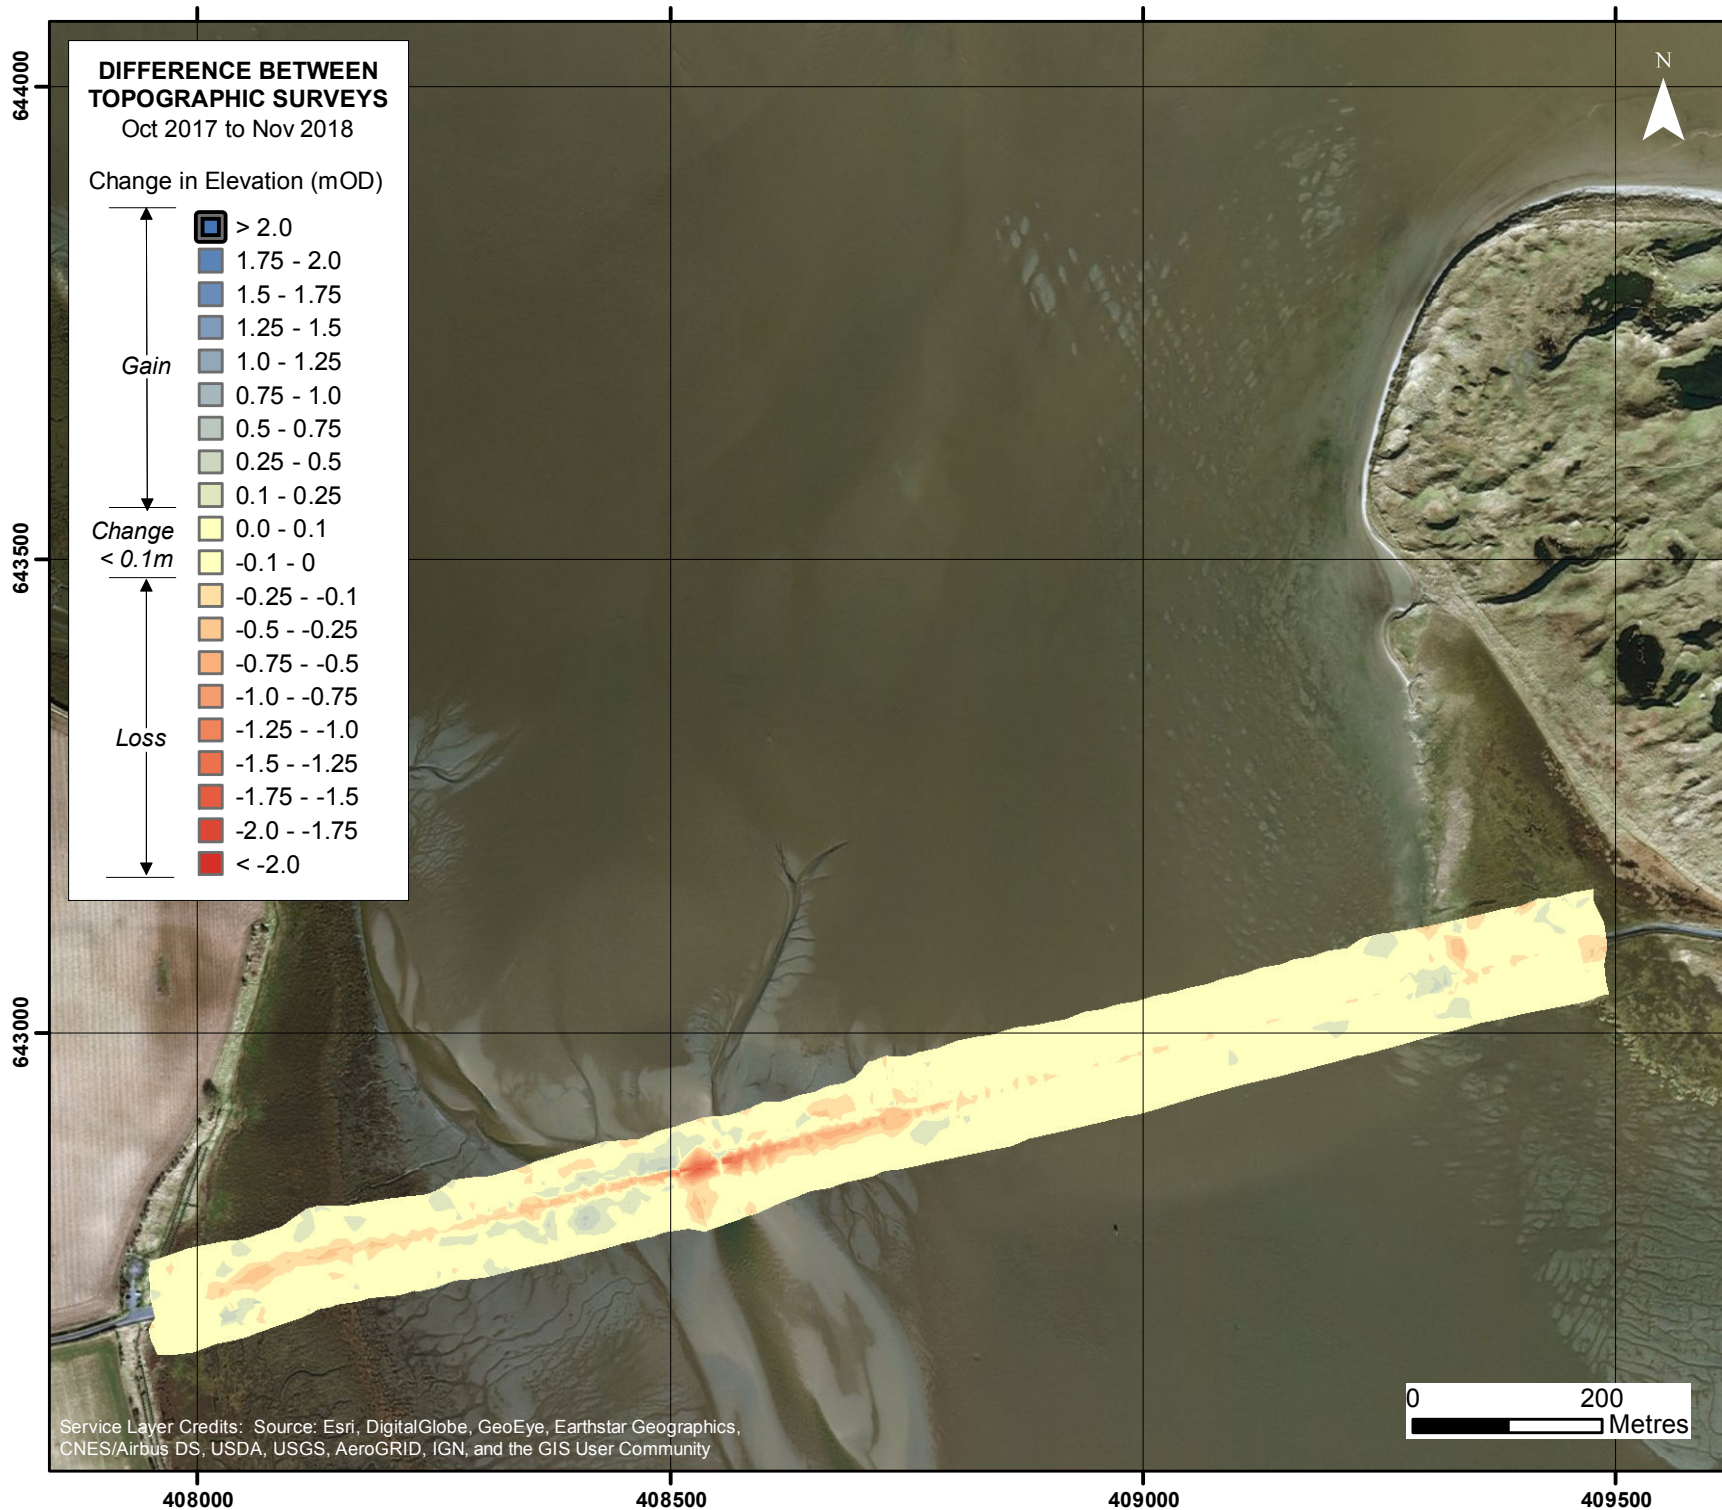 DIFFERENCE BETWEEN
TOPOGRAPHIC SURVEYS
Oct 2017 to Nov 2018
Change in Elevation (mOD)
> 2.0
1.75 - 2.0
1.5 - 1.75
1.25 - 1.5
1.0 - 1.25
Gain
0.75 - 1.0
0.5 - 0.75
0.25 - 0.5
0.1 - 0.25
Change
< 0.1m
0.0 - 0.1
-0.1 - 0
-0.25 - -0.1
-0.5 - -0.25
-0.75 - -0.5
-1.0 - -0.75
-1.25 - -1.0
Loss
-1.5 - -1.25
-1.75 - -1.5
-2.0 - -1.75
< -2.0
N
644000
643500
643000
0 200
Metres
Service Layer Credits: Source: Esri, DigitalGlobe, GeoEye, Earthstar Geographics,
CNES/Airbus DS, USDA, USGS, AeroGRID, IGN, and the GIS User Community
408000 408500 409000 409500